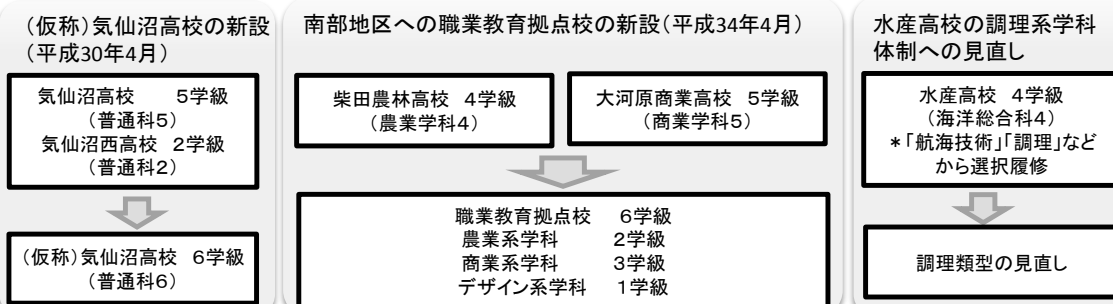 (仮称)気仙沼高校の新設
(平成30年4月)
気仙沼高校 5学級
(普通科5)
気仙沼西高校 2学級
(普通科2)
(仮称)気仙沼高校 6学級
(普通科6)
南部地区への職業教育拠点校の新設(平成34年4月)
柴田農林高校 4学級
(農業学科4)
大河原商業高校 5学級
(商業学科5)
職業教育拠点校 6学級
農業系学科 2学級
商業系学科 3学級
デザイン系学科 1学級
水産高校の調理系学科
体制への見直し
水産高校 4学級
(海洋総合科4)
*「航海技術」「調理」など
から選択履修
調理類型の見直し